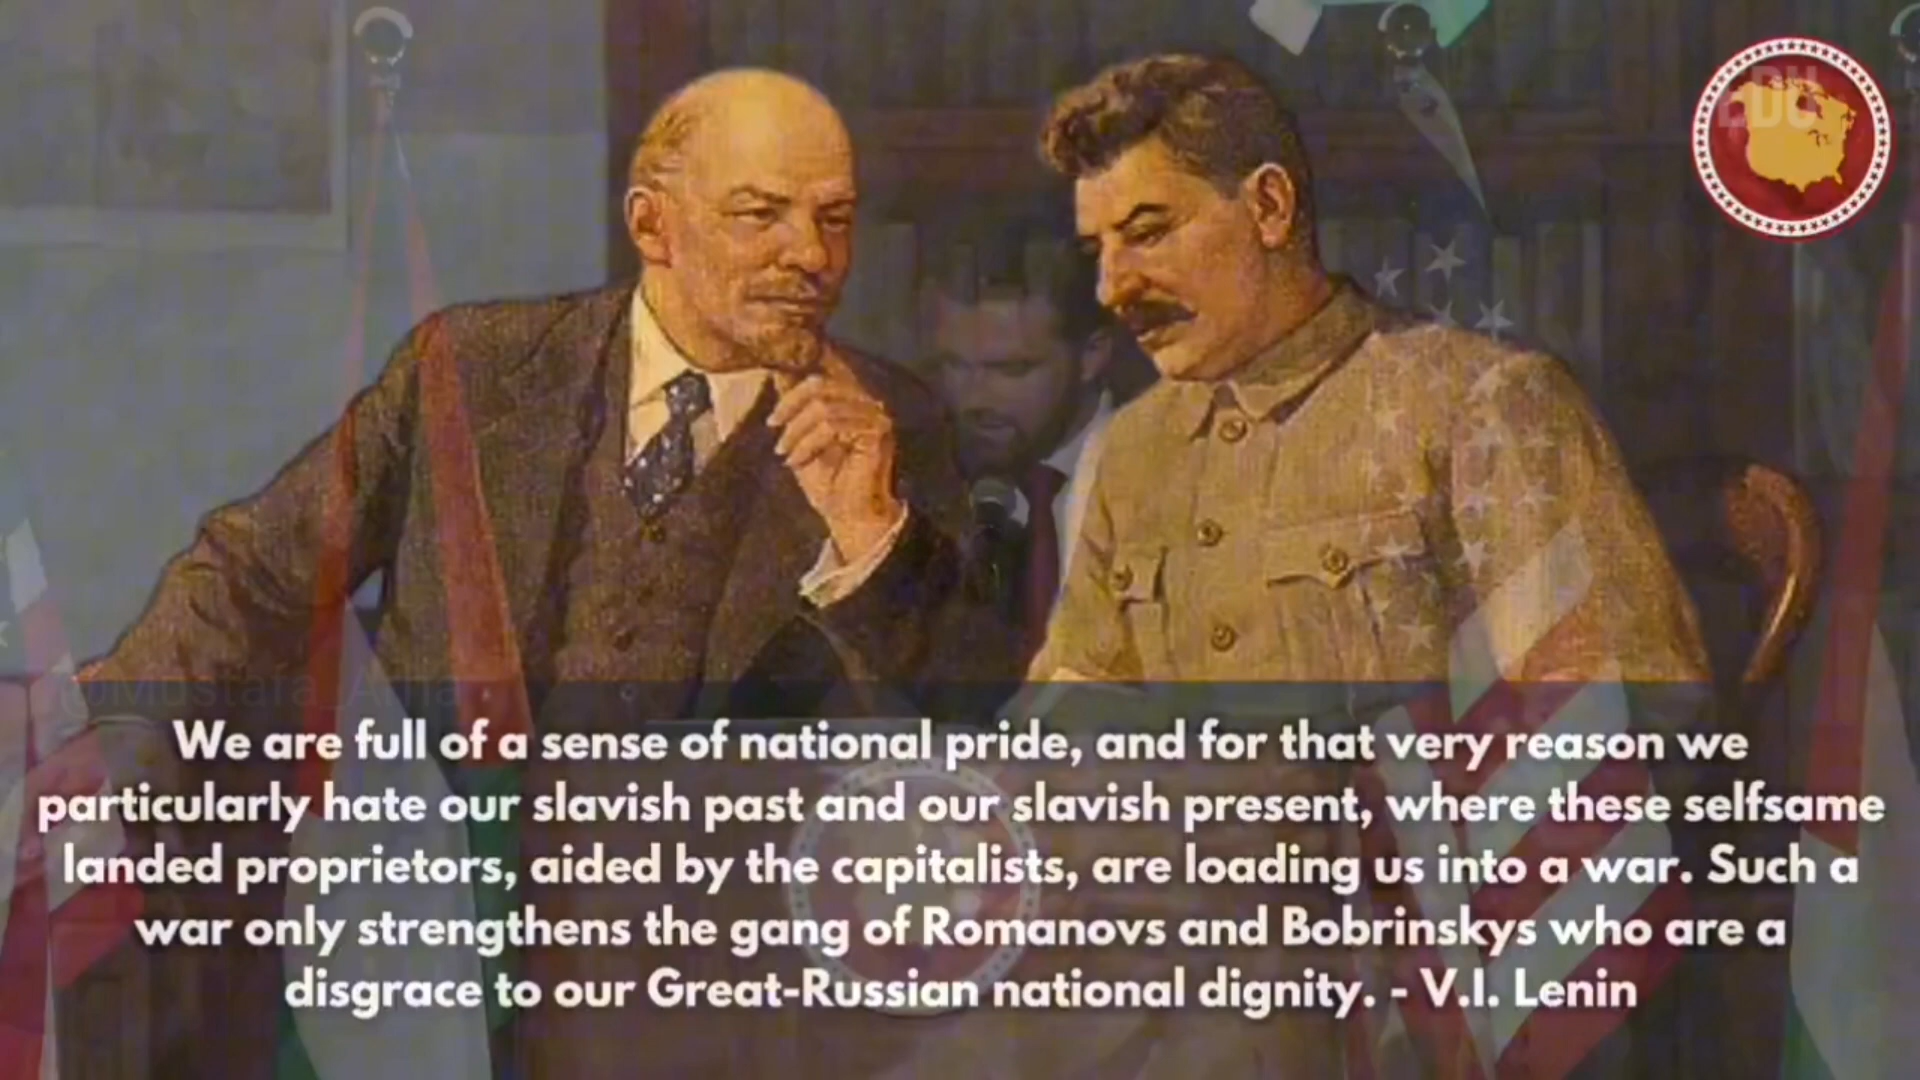 EDU
@Mustafa_A
We are full of a sense of national pride, and for that very reason we
particularly hate our slavish past and our slavish present, where these selfsame
landed proprietors, aided by the capitalists, are loading us into a war. Such a
war only strengthens the gang of Romanovs and Bobrinskys who are a
disgrace to our Great-Russian national dignity. - V.I. Lenin